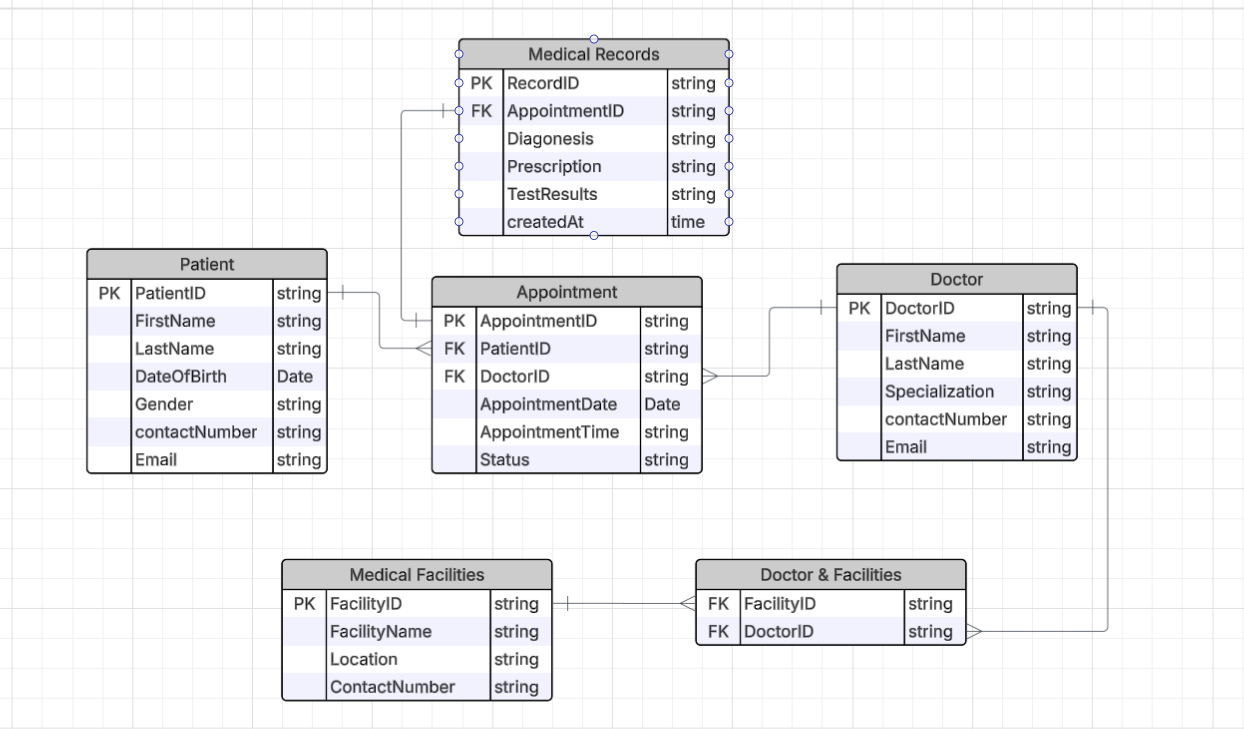 Medical Records
PK RecordID string
FK AppointmentID string
Diagonesis string
Prescription string
TestResults string
createdAt time
Patient
PK PatientID string
FirstName string
LastName string
DateOfBirth Date
Gender string
contactNumber string
Email string
Appointment
PK AppointmentID string
FK PatientID string
FK DoctorID string
AppointmentDate Date
AppointmentTime string
Status string
Doctor
PK DoctorID string
FirstName string
LastName string
Specialization string
contactNumber string
Email string
Medical Facilities
PK FacilityID string
FacilityName string
Location string
ContactNumber string
Doctor & Facilities
FK FacilityID string
FK DoctorID string